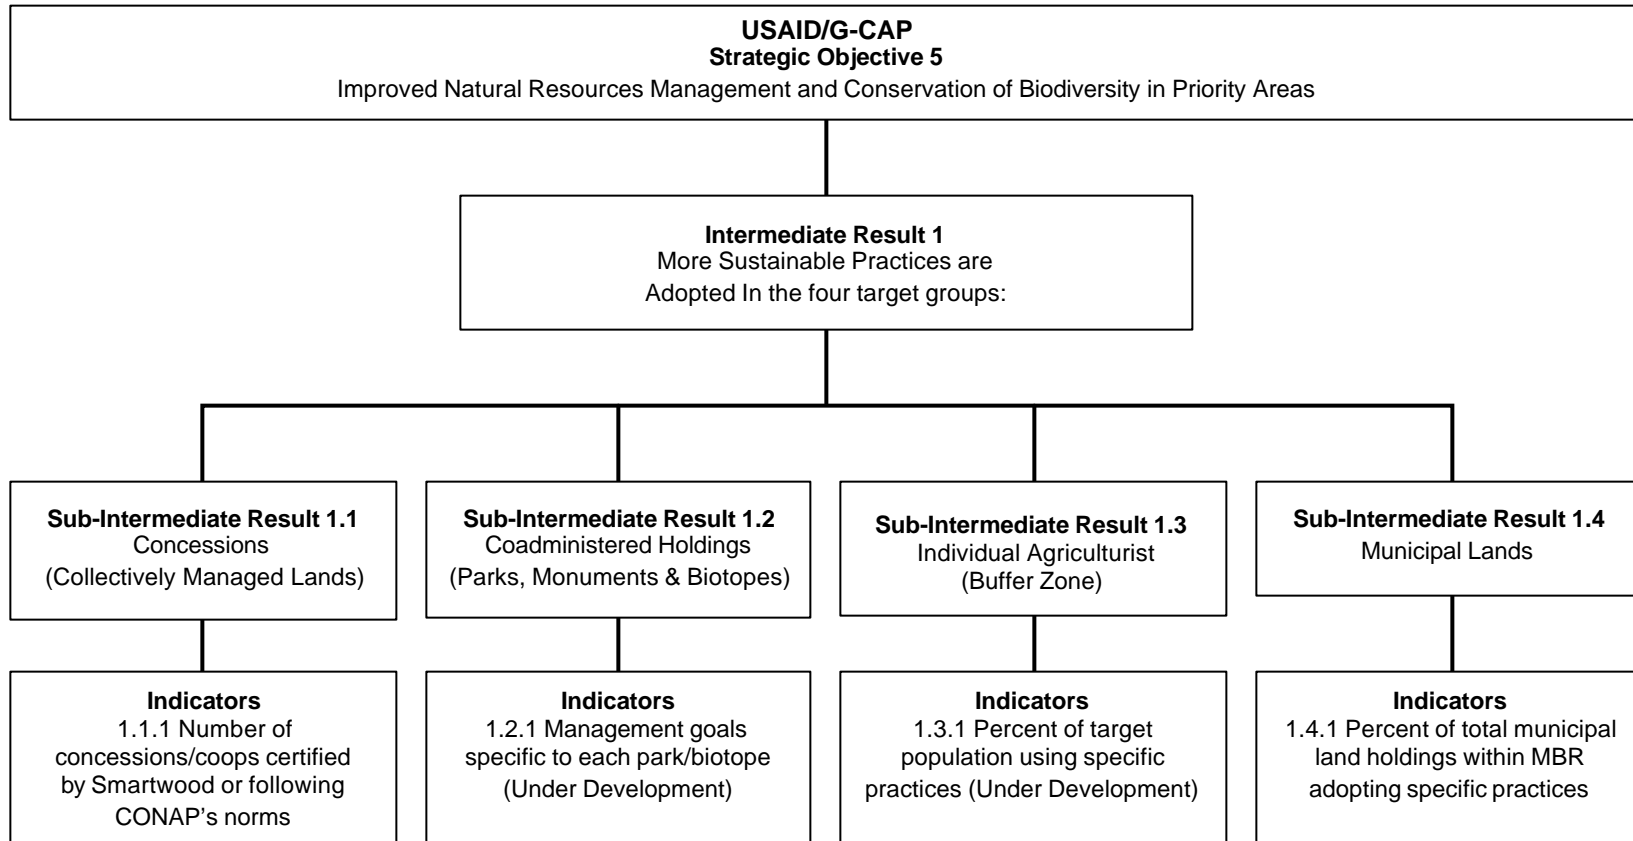 USAID/G-CAP
Strategic Objective 5
Improved Natural Resources Management and Conservation of Biodiversity in Priority Areas
Intermediate Result 1
More Sustainable Practices are
Adopted In the four target groups:
Sub-Intermediate Result 1.1
Concessions
(Collectively Managed Lands)
Sub-Intermediate Result 1.2
Coadministered Holdings
(Parks, Monuments & Biotopes)
Sub-Intermediate Result 1.3
Individual Agriculturist
(Buffer Zone)
Sub-Intermediate Result 1.4
Municipal Lands
Indicators
1.1.1 Number of
concessions/coops certified
by Smartwood or following
CONAP’s norms
Indicators
1.2.1 Management goals
specific to each park/biotope
(Under Development)
Indicators
1.3.1 Percent of target
population using specific
practices (Under Development)
Indicators
1.4.1 Percent of total municipal
land holdings within MBR
adopting specific practices